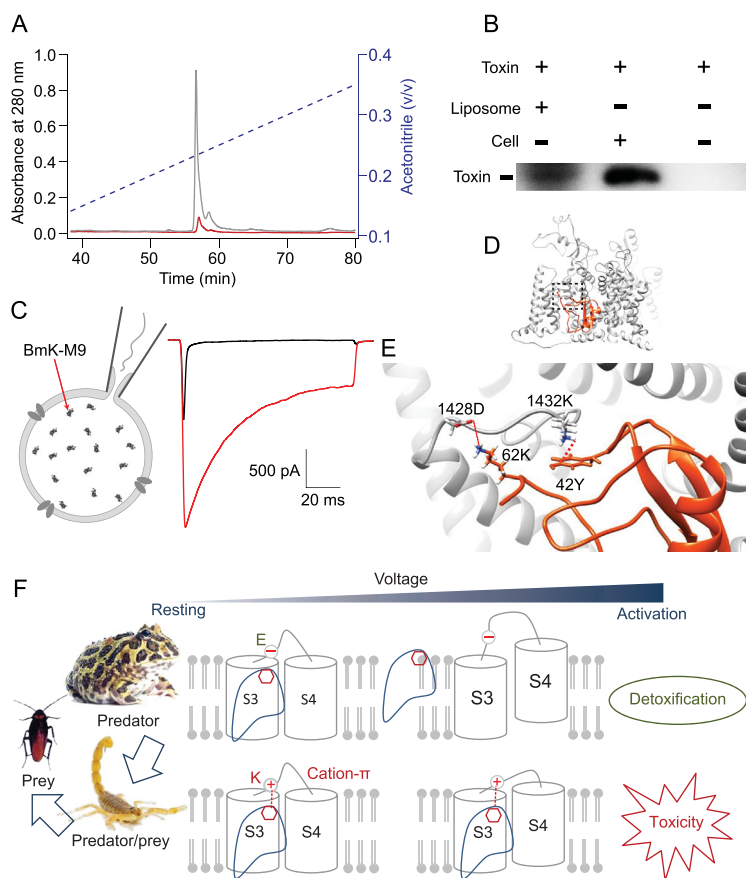 A
Absorbance at 280 nm
1.0
0.8
0.6
0.4
0.2
0.0
40 50 60 70 80
Time (min)
0.4
0.3
0.2
0.1
Acetonitrile (v/v)
B
Toxin + + +
Liposome + - -
Cell - + -
Toxin -
C
BmK-M9
500 pA
20 ms
D
E
1428D
1432K
62K
42Y
F
Voltage
Resting
Activation
Predator
Prey
Predator/prey
E
−
S3
S4
−
S3
S4
Detoxification
K
Cation-π
+
S3
S4
+
S3
S4
Toxicity